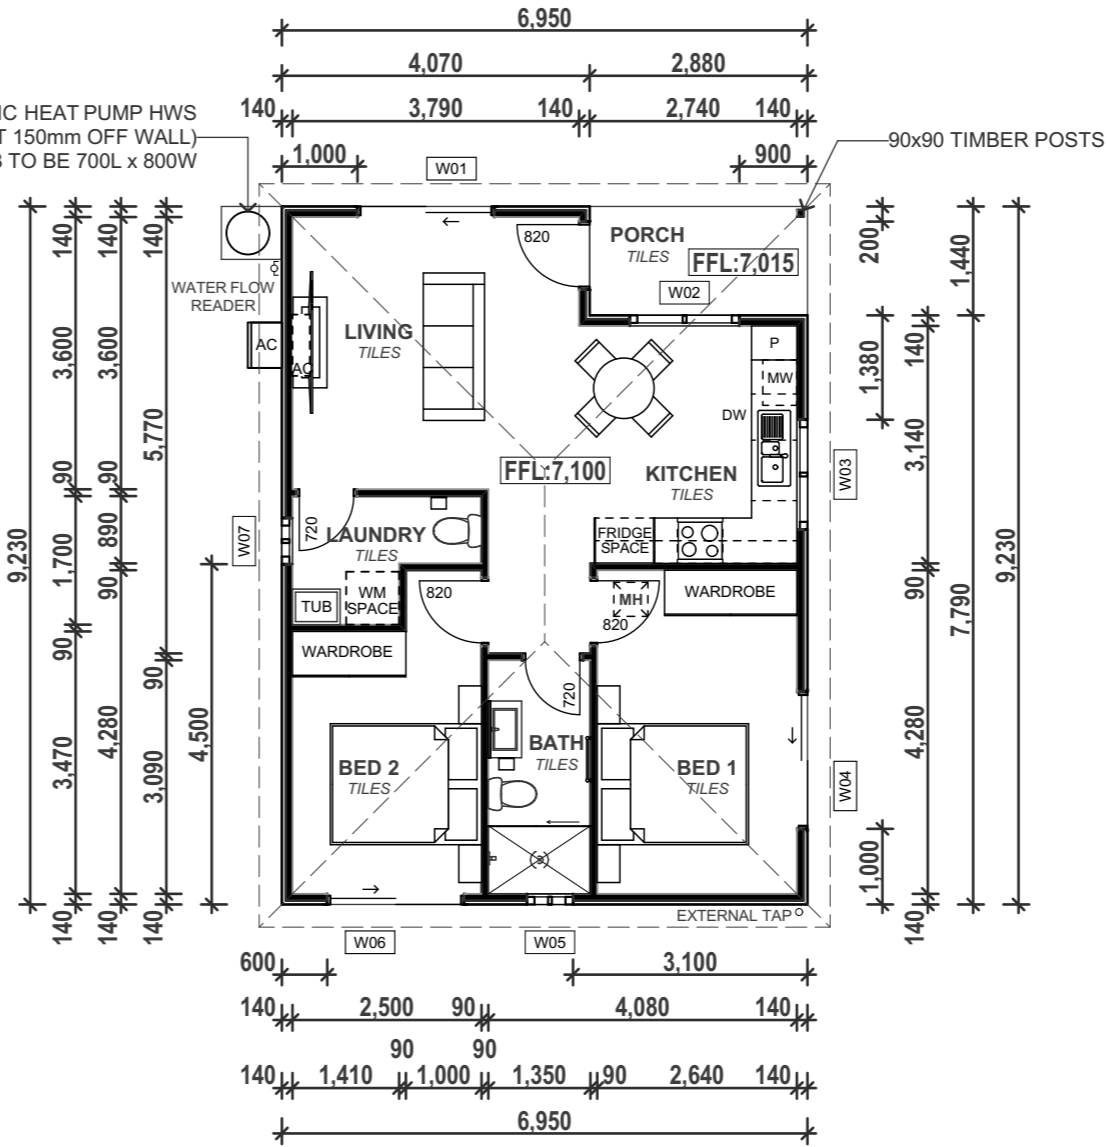 6,950
4,070 2,880
140 3,790 140 2,740 140
IC HEAT PUMP HWS
T 150mm OFF WALL)
TO BE 700L x 800W
90x90 TIMBER POSTS
1,000 W01 900
820
PORCH
TILES
FFL:7,015
W02
WATER FLOW
READER
AC
AC
LIVING
TILES
P
MW
DW
FFL:7,100
KITCHEN
TILES
W03
FRIDGE
SPACE
W07
720
LAUNDRY
TILES
TUB
WM
SPACE
820
MH
820
WARDROBE
WARDROBE
720
BED 2
TILES
BATH
TILES
BED 1
TILES
W04
EXTERNAL TAP
W06
W05
9,230
140
3,600
90
1,700
90
3,470
140
140
3,600
90
890
90
4,280
140
140
5,770
90
3,090
140
4,500
200
1,380
1,000
140
3,140
90
4,280
140
1,440
7,790
9,230
600 3,100
140 2,500 90 4,080 140
90 90
140 1,410 1,000 1,350 90 2,640 140
6,950